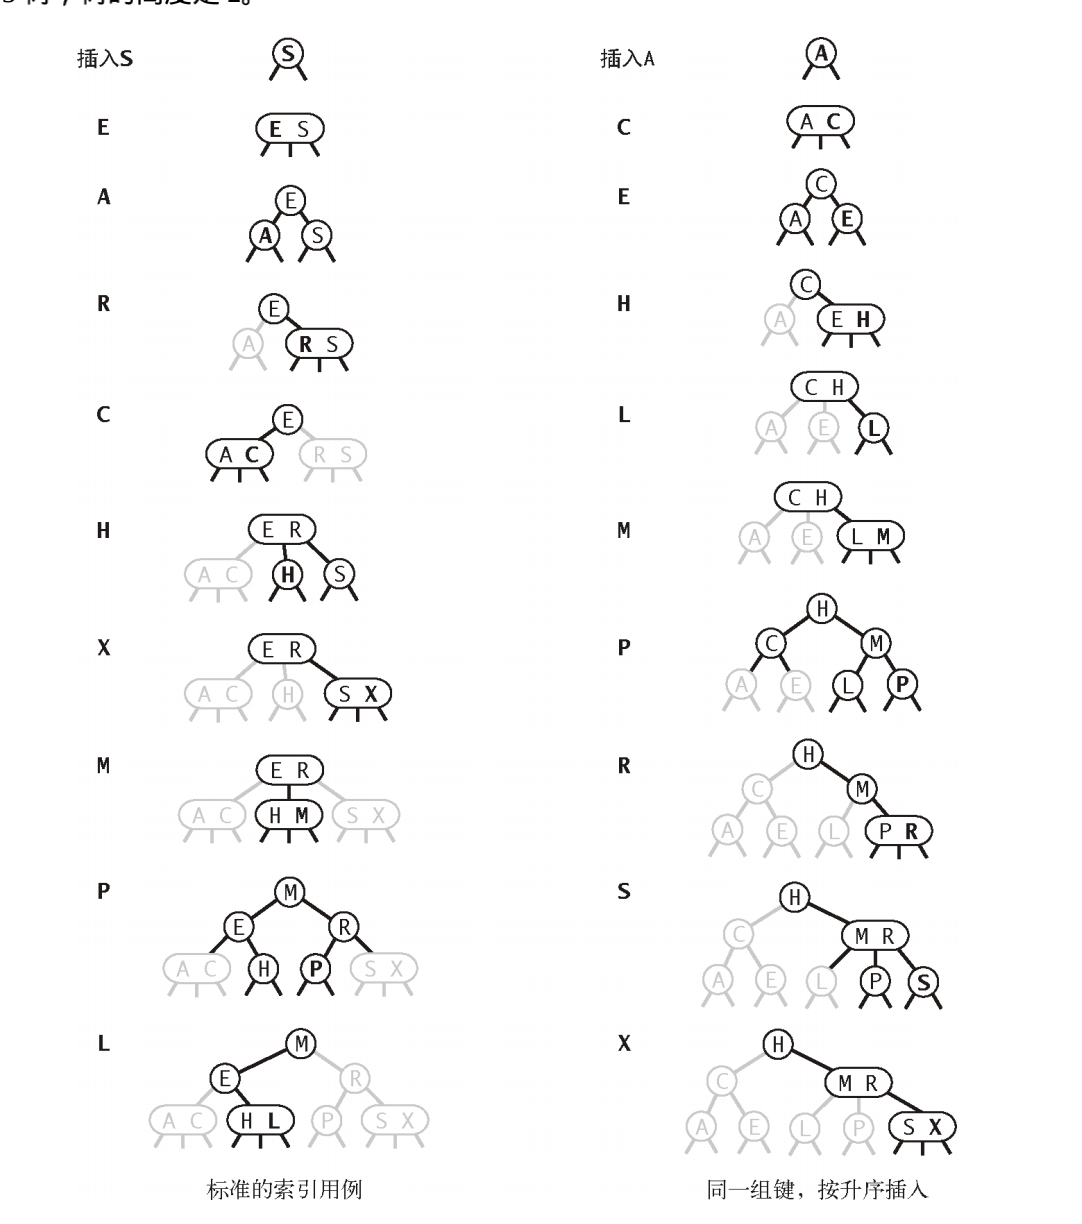 插入S
S
E
E S
A
E
A S
R
E
A R S
C
E
A C R S
H
E R
A C H S
X
E R
A C H S X
M
E R
A C H M S X
P
M
E R
A C H P S X
L
M
E R
A C H L P S X
标准的索引用例
插入A
A
C
A C
E
C
A E
H
C
A E H
L
C H
A E L
M
C H
A E L M
P
H
C M
A E L P
R
H
C M
A E L P R
S
H
C M R
A E L P S
X
H
C M R
A E L P S X
同一组键，按升序插入